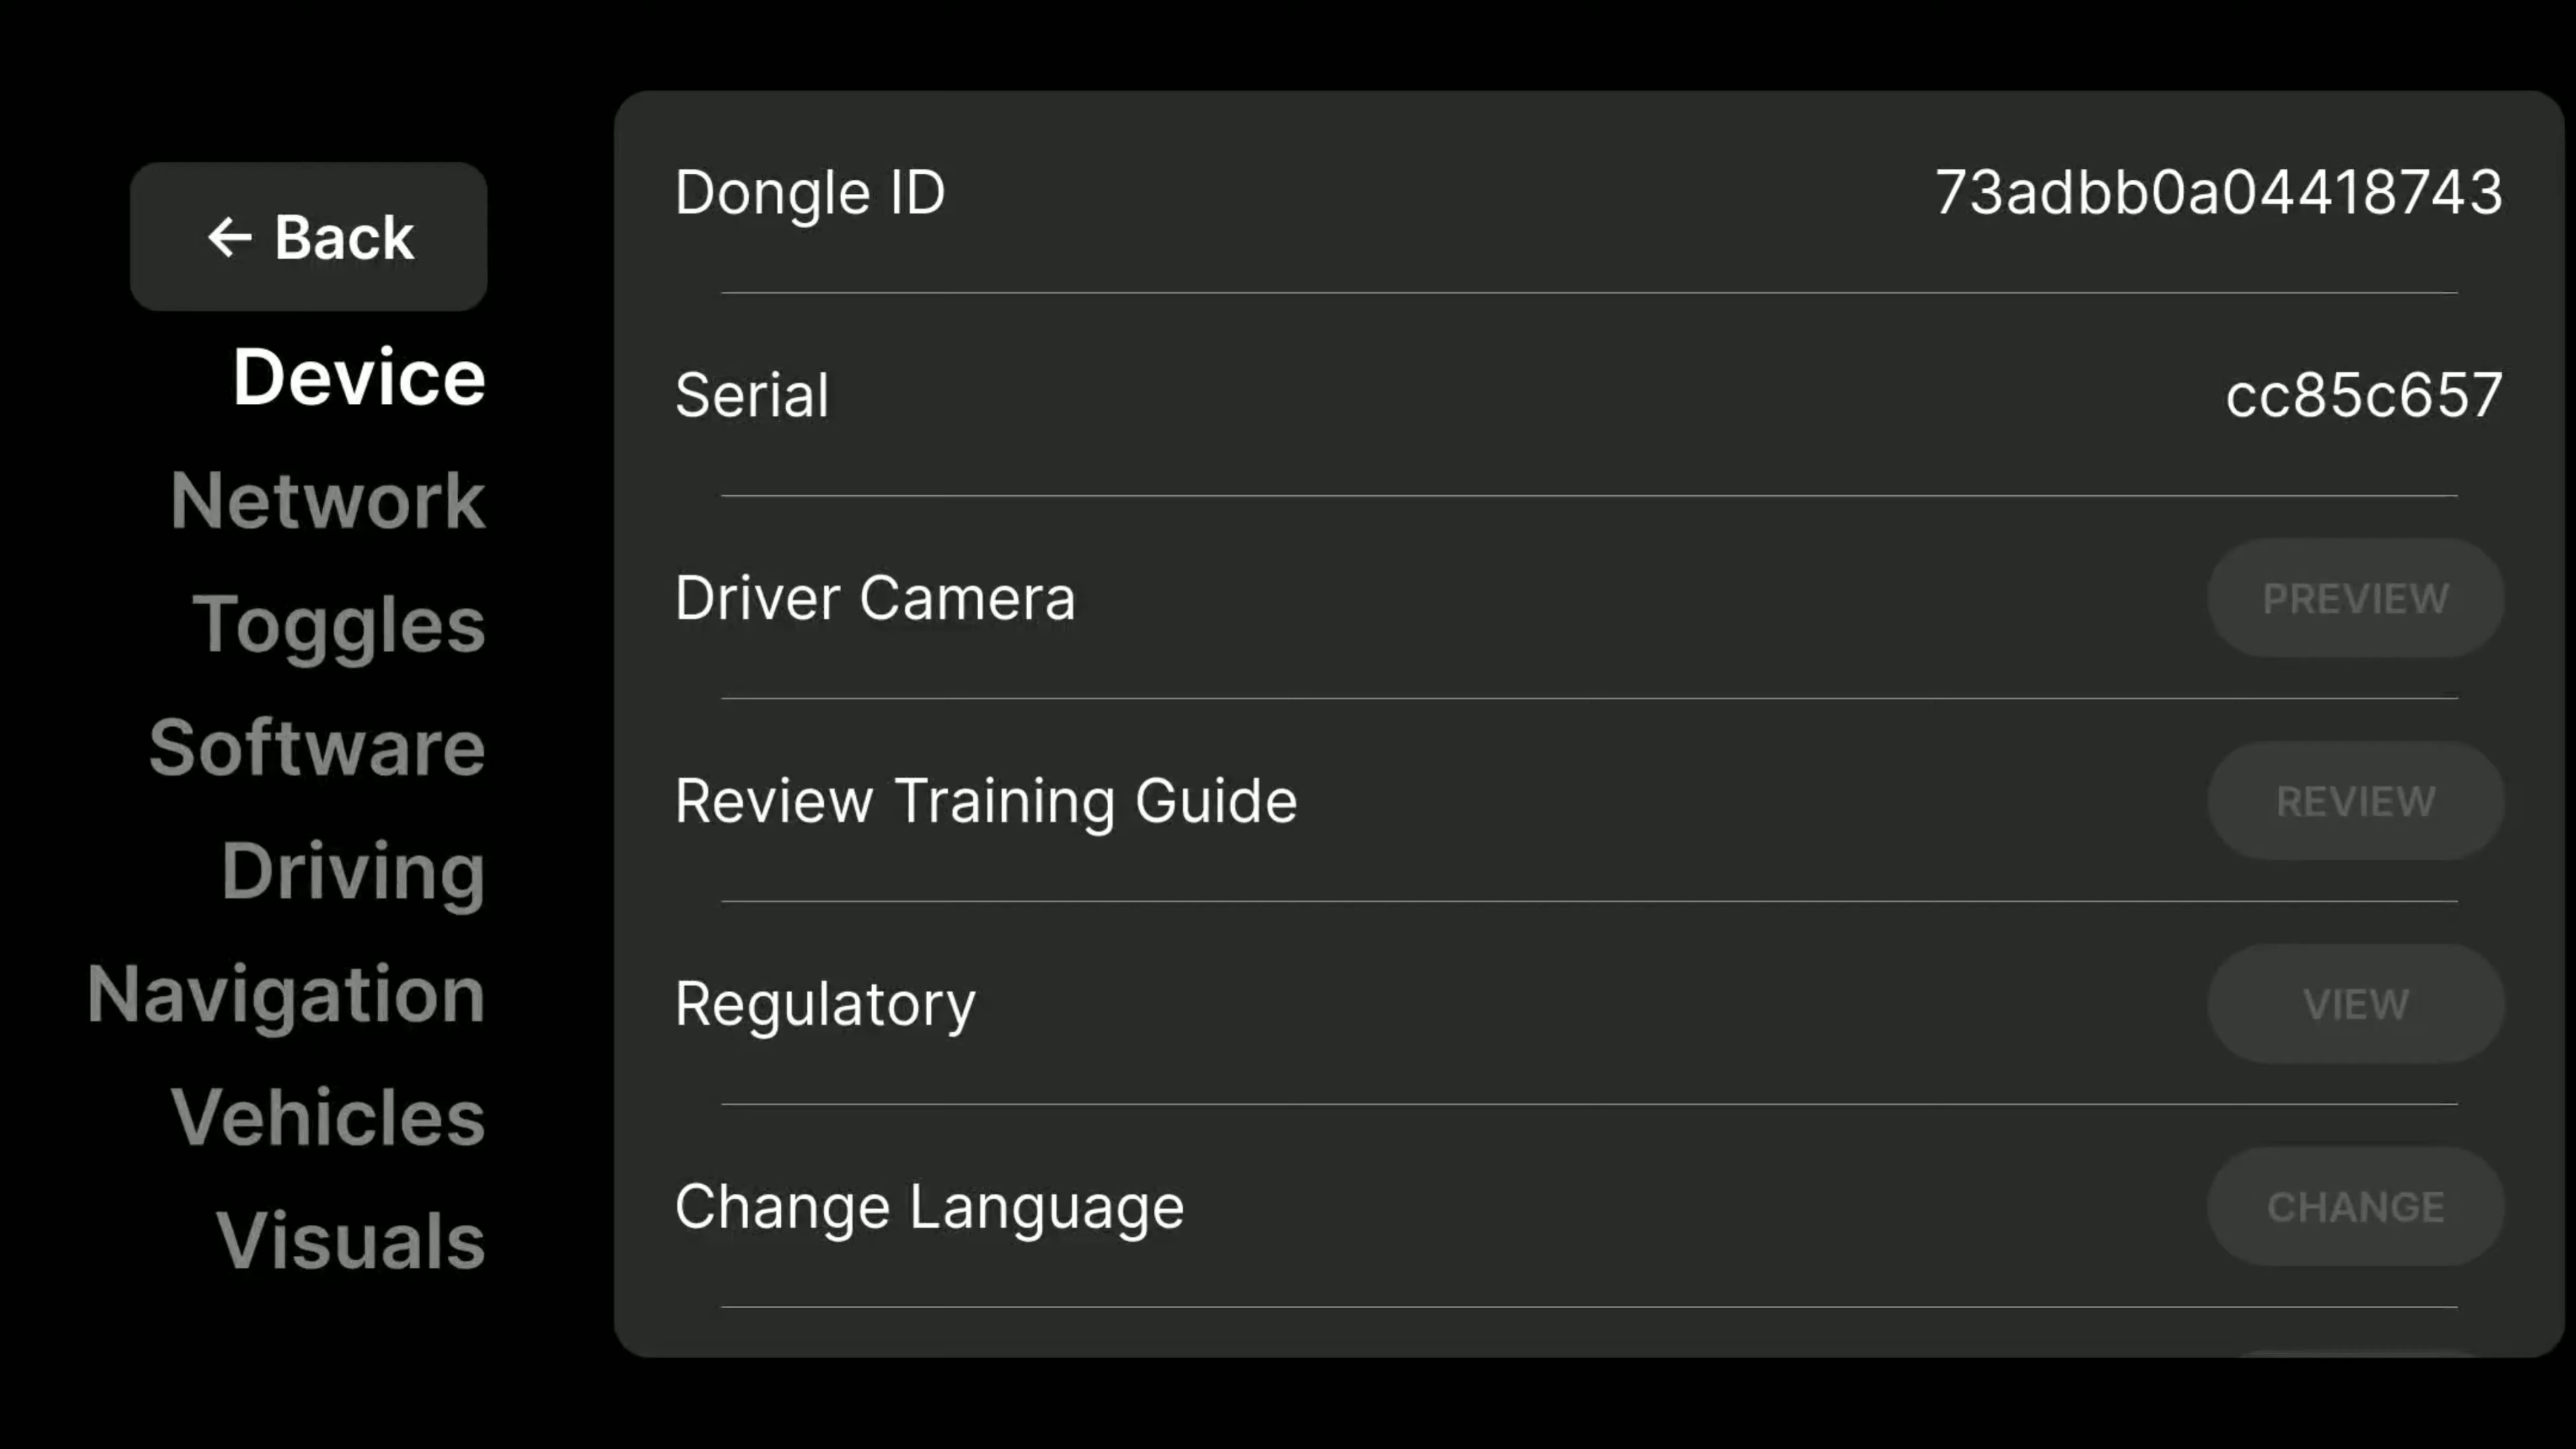 ← Back
Device
Network
Toggles
Software
Driving
Navigation
Vehicles
Visuals
Dongle ID 73adbb0a04418743
Serial cc85c657
Driver Camera PREVIEW
Review Training Guide REVIEW
Regulatory VIEW
Change Language CHANGE